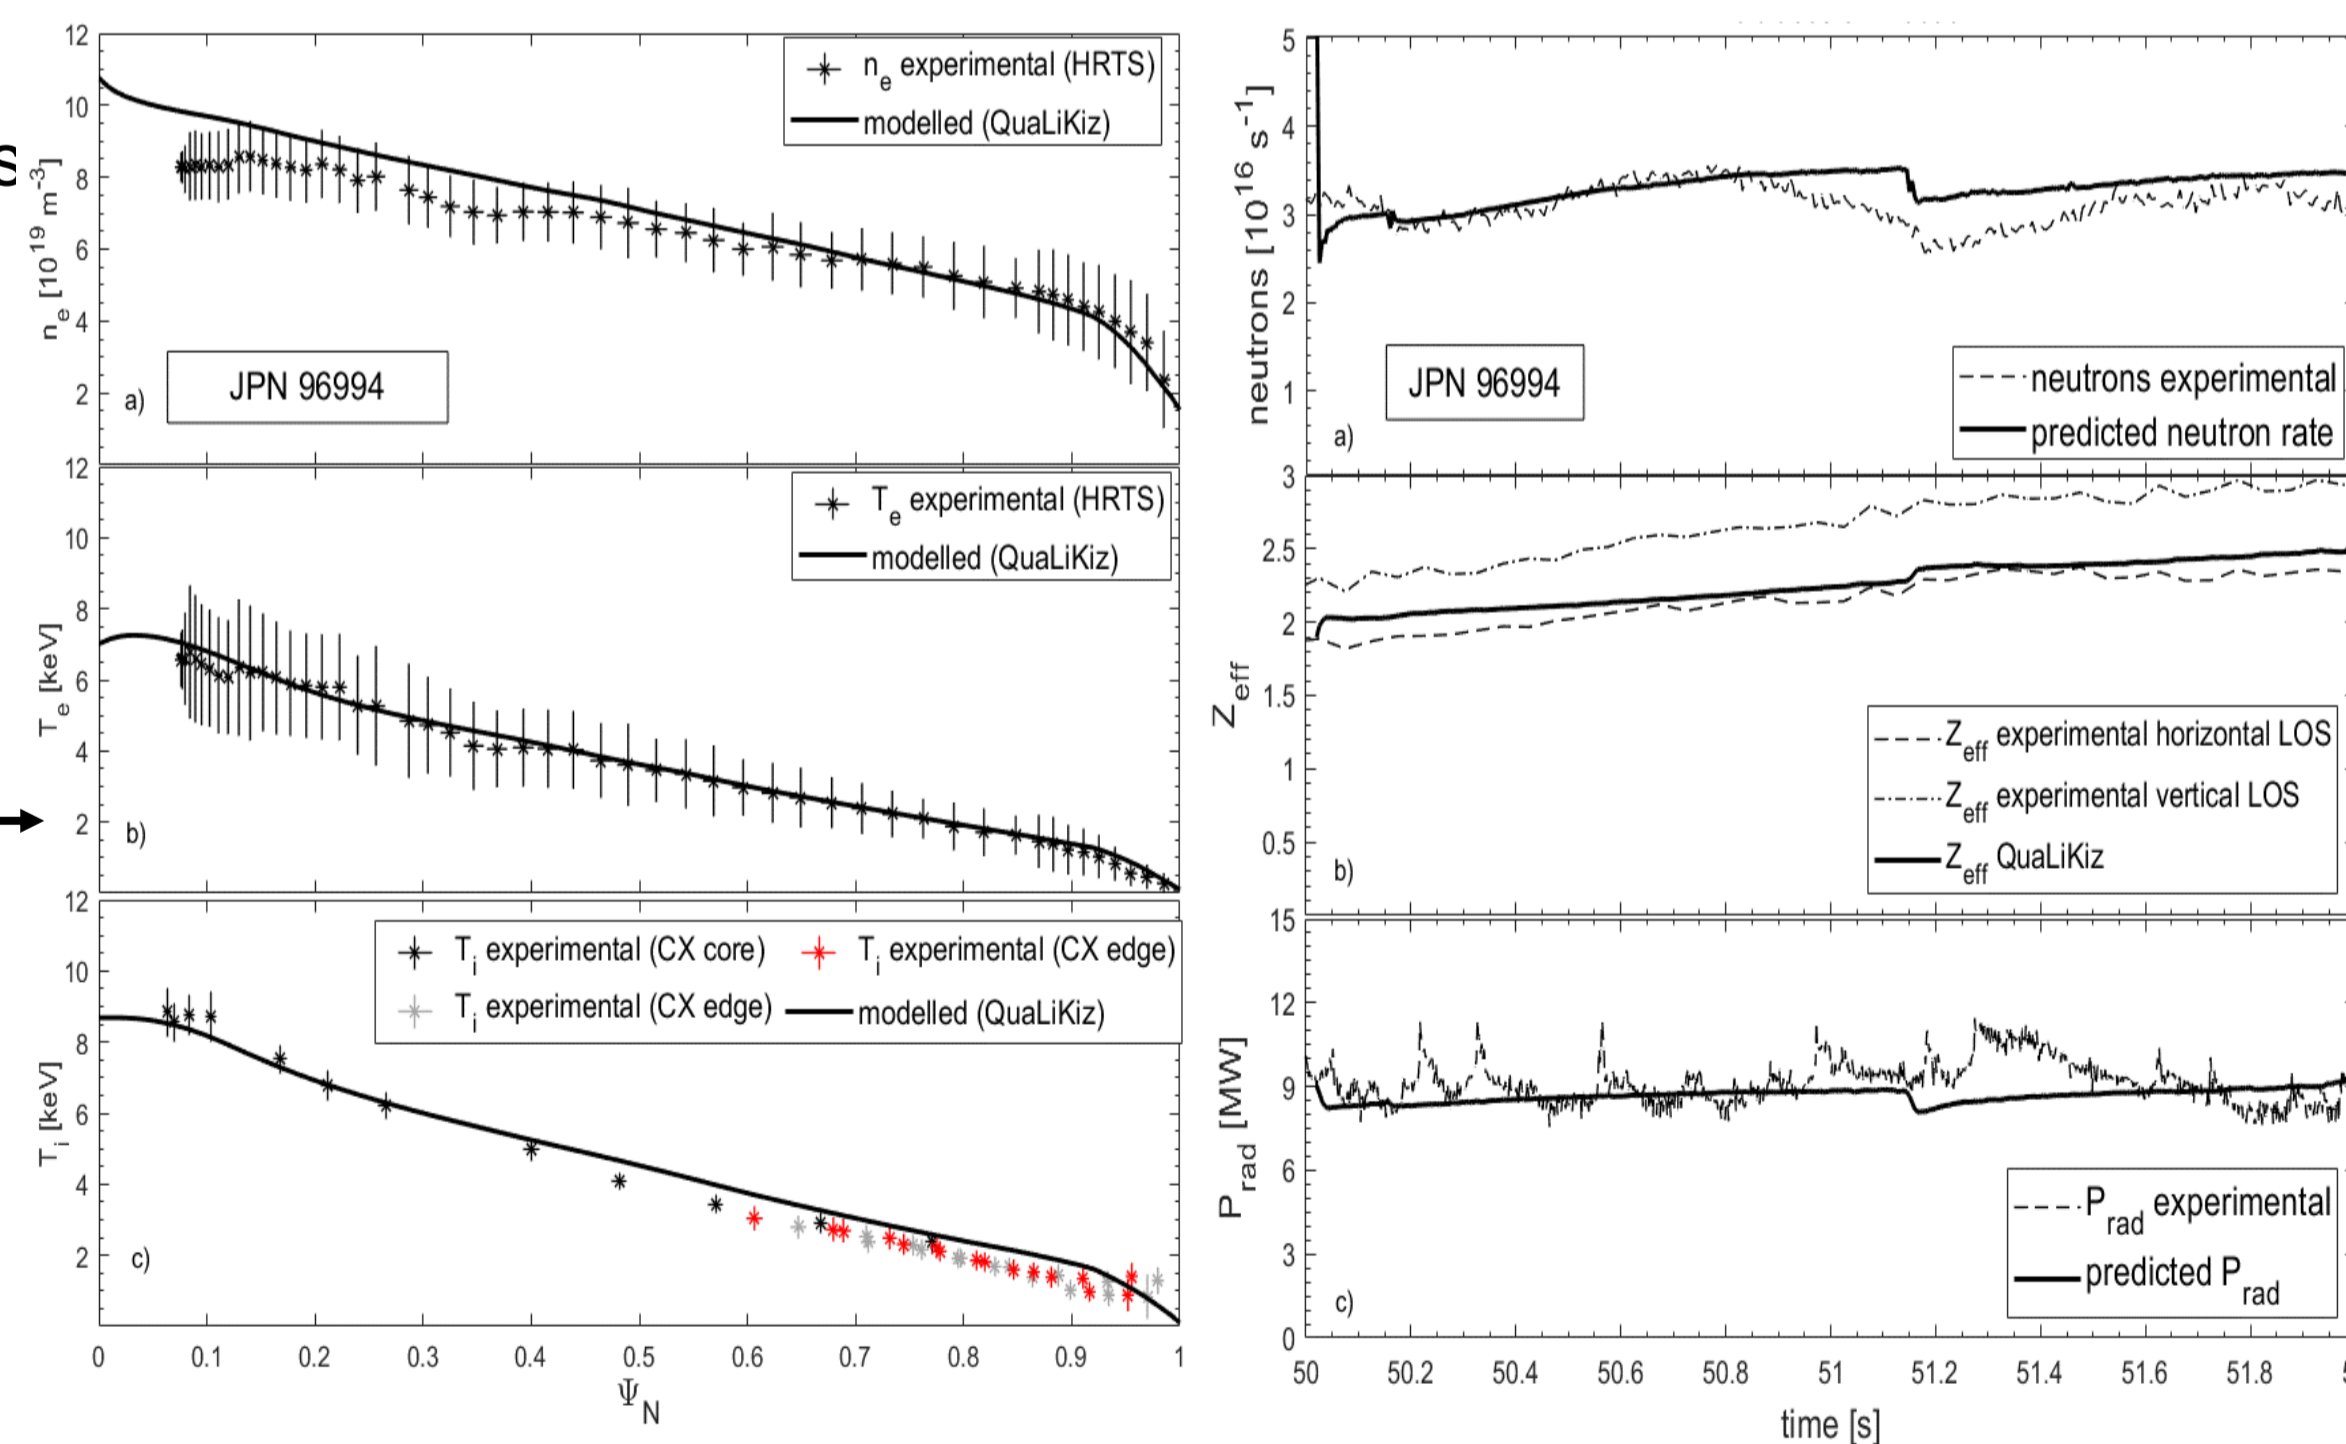 S
12
10
8
6
4
2
n_e [10^19 m^-3]
n_e experimental (HRTS)
modelled (QuaLiKiz)
JPN 96994
a)
12
10
8
6
4
2
T_e [keV]
T_e experimental (HRTS)
modelled (QuaLiKiz)
b)
12
10
8
6
4
2
T_i [keV]
T_i experimental (CX core)
T_i experimental (CX edge)
T_i experimental (CX edge)
modelled (QuaLiKiz)
c)
0 0.1 0.2 0.3 0.4 0.5 0.6 0.7 0.8 0.9 1
Ψ_N
5
4
3
2
1
neutrons [10^16 s^-1]
JPN 96994
neutrons experimental
predicted neutron rate
a)
3
2.5
2
1.5
1
0.5
Z_eff
Z_eff experimental horizontal LOS
Z_eff experimental vertical LOS
Z_eff QuaLiKiz
b)
15
12
9
6
3
0
P_rad [MW]
P_rad experimental
predicted P_rad
c)
50 50.2 50.4 50.6 50.8 51 51.2 51.4 51.6 51.8
time [s]